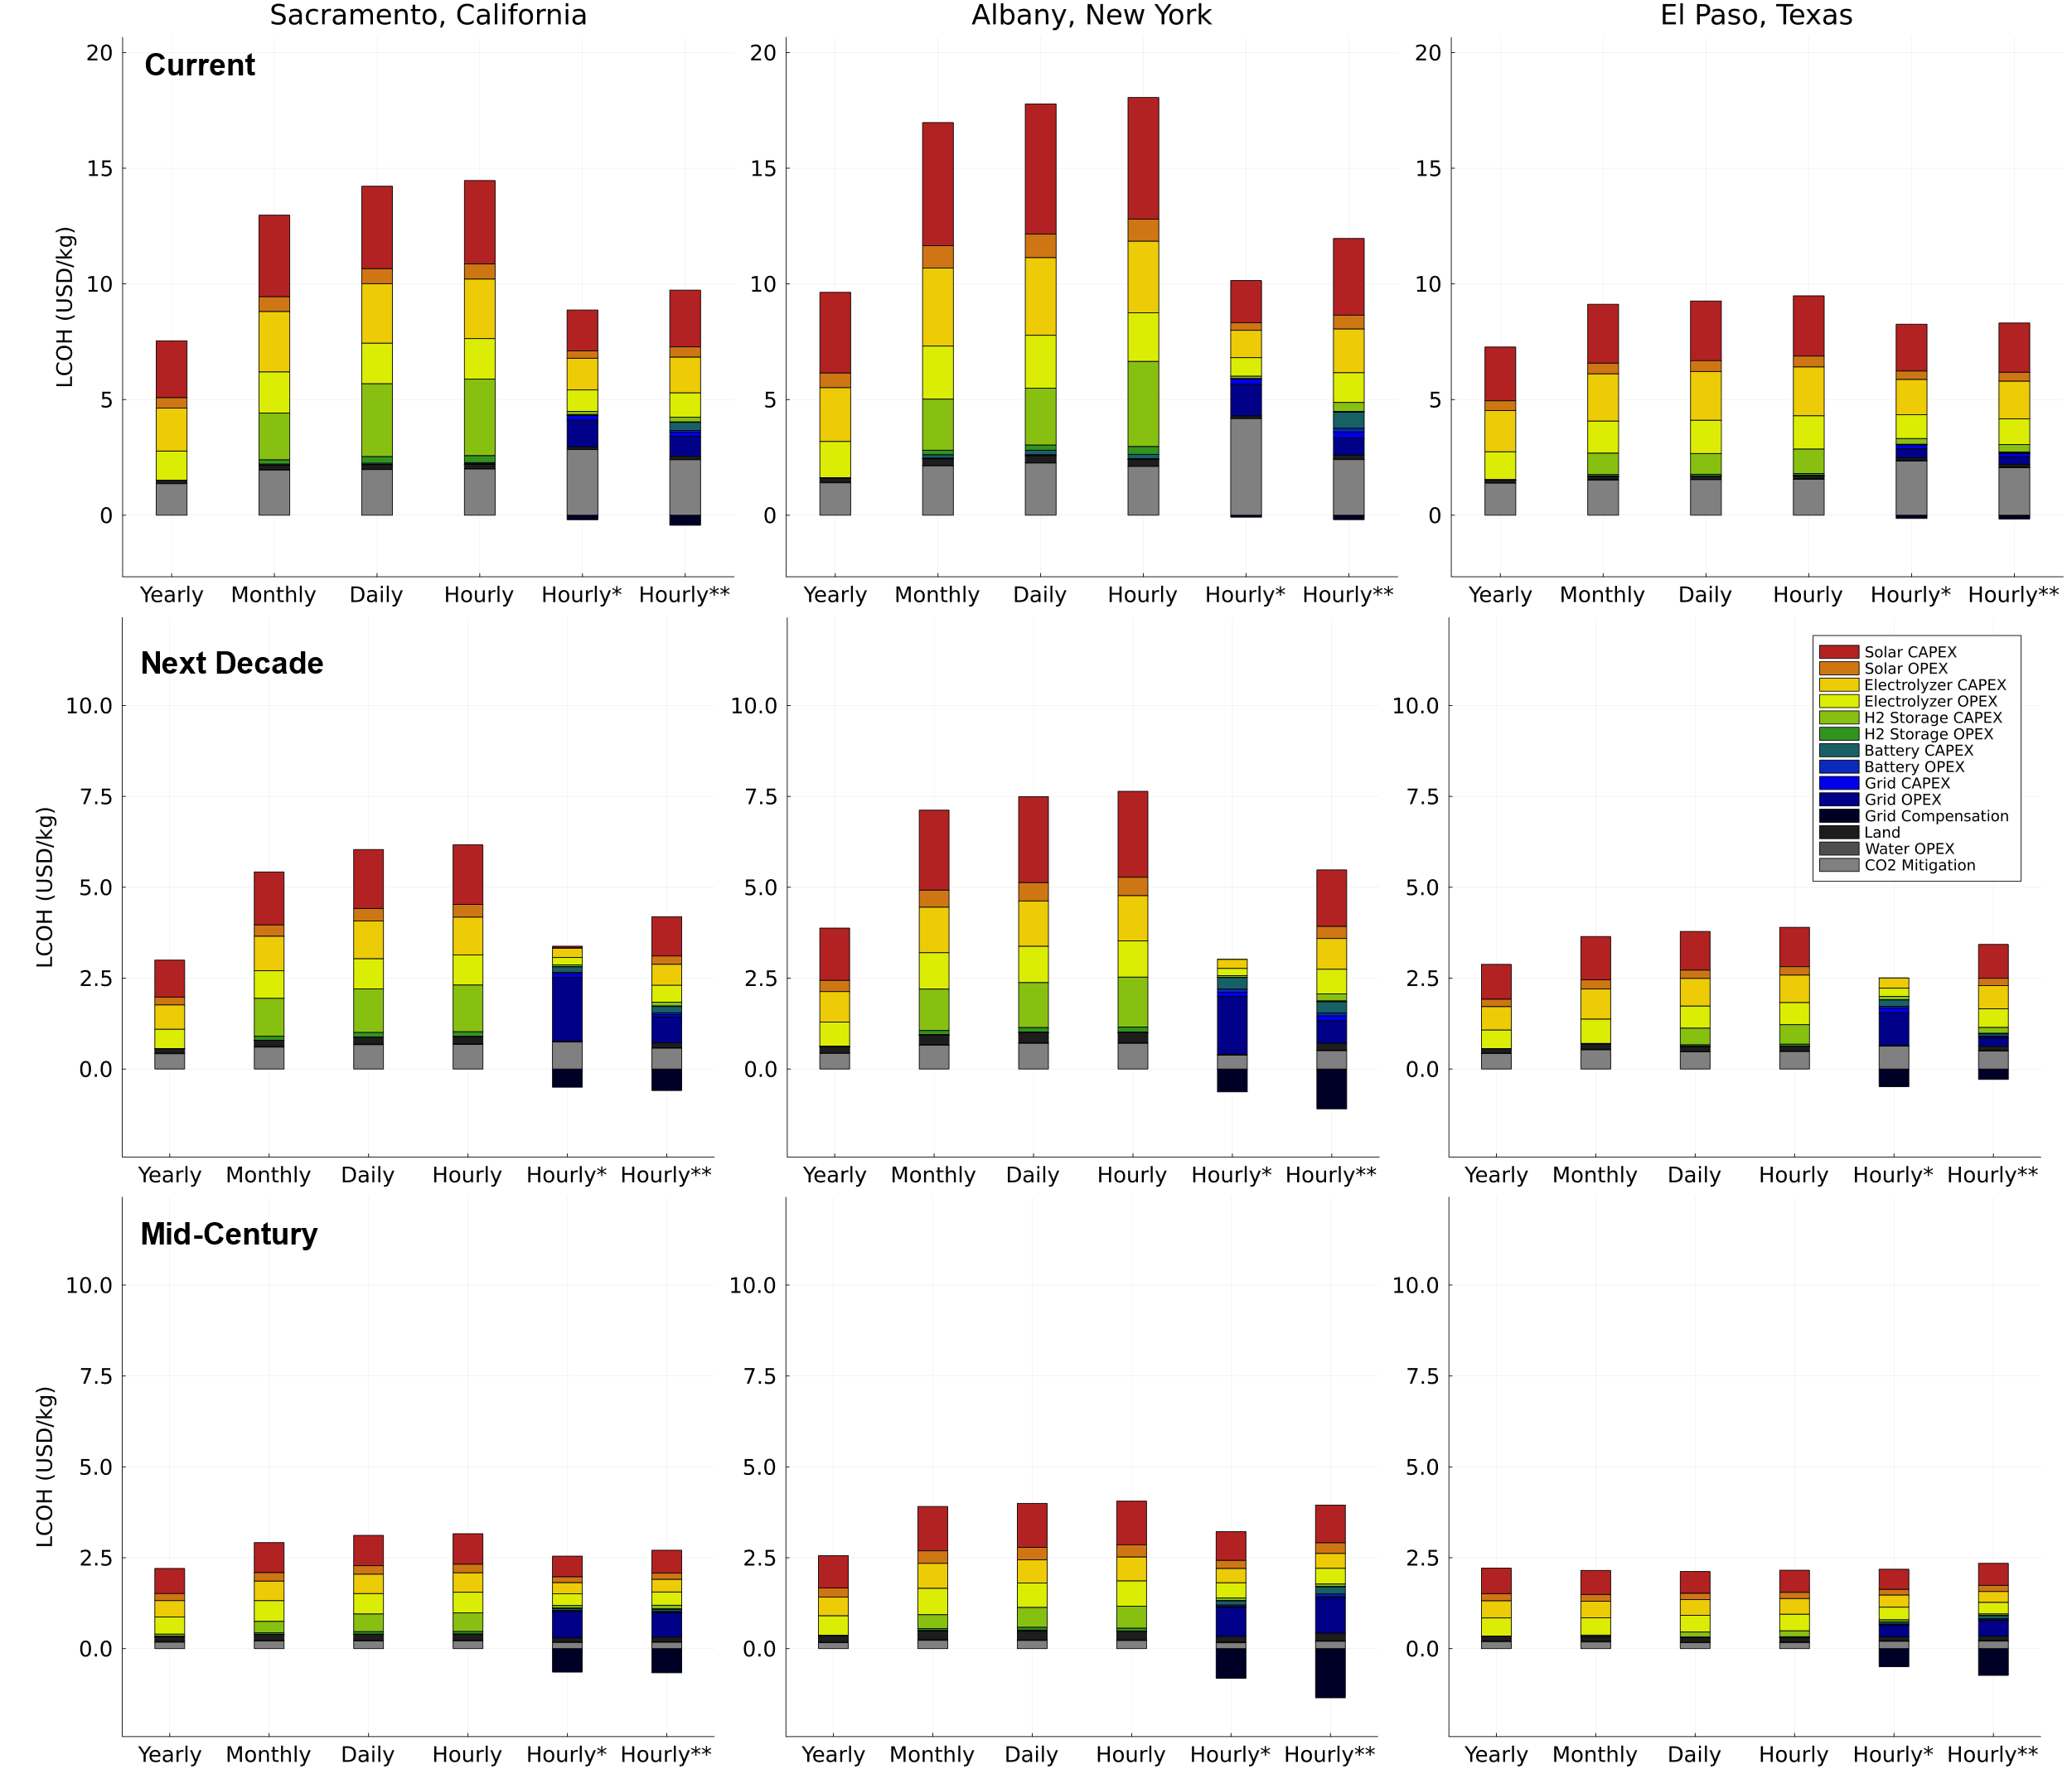 Sacramento, California
Albany, New York
El Paso, Texas
Current
LCOH (USD/kg)
20
15
10
5
0
Yearly Monthly Daily Hourly Hourly* Hourly**
20
15
10
5
0
Yearly Monthly Daily Hourly Hourly* Hourly**
20
15
10
5
0
Yearly Monthly Daily Hourly Hourly* Hourly**
Next Decade
LCOH (USD/kg)
10.0
7.5
5.0
2.5
0.0
Yearly Monthly Daily Hourly Hourly* Hourly**
10.0
7.5
5.0
2.5
0.0
Yearly Monthly Daily Hourly Hourly* Hourly**
10.0
7.5
5.0
2.5
0.0
Solar CAPEX
Solar OPEX
Electrolyzer CAPEX
Electrolyzer OPEX
H2 Storage CAPEX
H2 Storage OPEX
Battery CAPEX
Battery OPEX
Grid CAPEX
Grid OPEX
Grid Compensation
Land
Water OPEX
CO2 Mitigation
Yearly Monthly Daily Hourly Hourly* Hourly**
Mid-Century
LCOH (USD/kg)
10.0
7.5
5.0
2.5
0.0
Yearly Monthly Daily Hourly Hourly* Hourly**
10.0
7.5
5.0
2.5
0.0
Yearly Monthly Daily Hourly Hourly* Hourly**
10.0
7.5
5.0
2.5
0.0
Yearly Monthly Daily Hourly Hourly* Hourly**